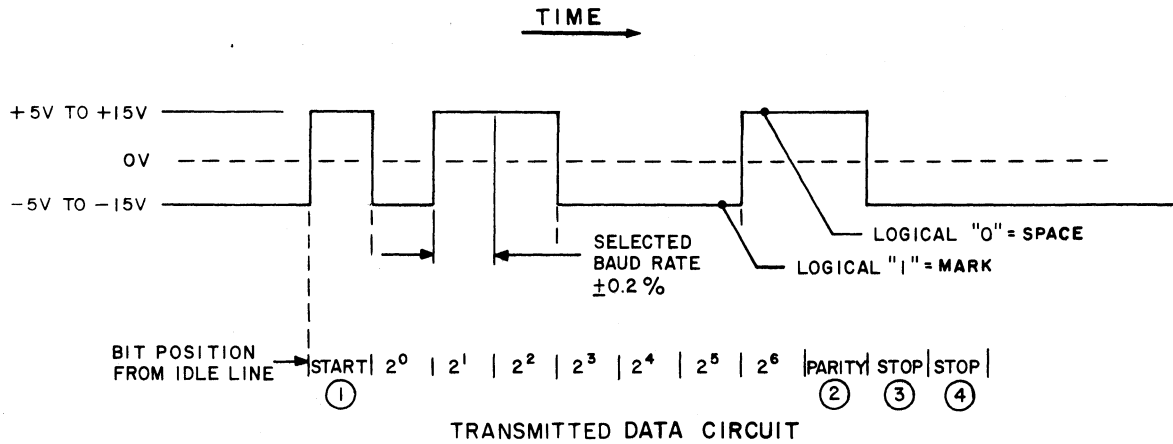 TIME
+5V TO +15V
0V
-5V TO -15V
LOGICAL "0" = SPACE
LOGICAL "1" = MARK
SELECTED
BAUD RATE
±0.2%
BIT POSITION
FROM IDLE LINE
START 2⁰ 2¹ 2² 2³ 2⁴ 2⁵ 2⁶ PARITY STOP STOP
1 2 3 4
TRANSMITTED DATA CIRCUIT